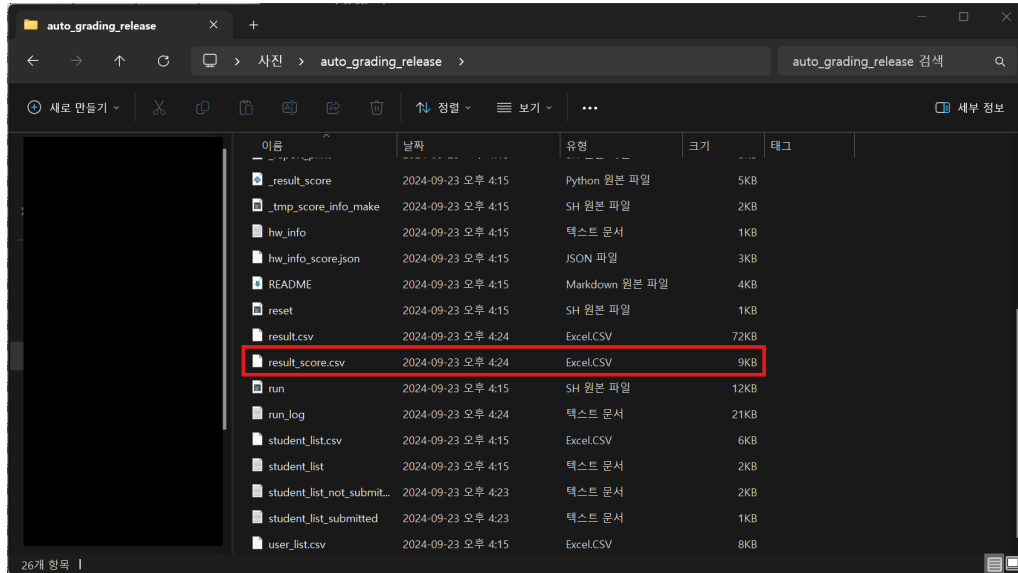 auto_grading_release
사진 > auto_grading_release >
auto_grading_release 검색
새로 만들기
정렬
보기
세부 정보
이름 날짜 유형 크기 태그
_result_score 2024-09-23 오후 4:15 Python 원본 파일 5KB
_tmp_score_info_make 2024-09-23 오후 4:15 SH 원본 파일 2KB
hw_info 2024-09-23 오후 4:15 텍스트 문서 1KB
hw_info_score.json 2024-09-23 오후 4:15 JSON 파일 3KB
README 2024-09-23 오후 4:15 Markdown 원본 파일 4KB
reset 2024-09-23 오후 4:15 SH 원본 파일 1KB
result.csv 2024-09-23 오후 4:24 Excel.CSV 72KB
result_score.csv 2024-09-23 오후 4:24 Excel.CSV 9KB
run 2024-09-23 오후 4:15 SH 원본 파일 12KB
run_log 2024-09-23 오후 4:24 텍스트 문서 21KB
student_list.csv 2024-09-23 오후 4:15 Excel.CSV 6KB
student_list 2024-09-23 오후 4:15 텍스트 문서 2KB
student_list_not_submit... 2024-09-23 오후 4:23 텍스트 문서 2KB
student_list_submitted 2024-09-23 오후 4:23 텍스트 문서 1KB
user_list.csv 2024-09-23 오후 4:15 Excel.CSV 8KB
26개 항목